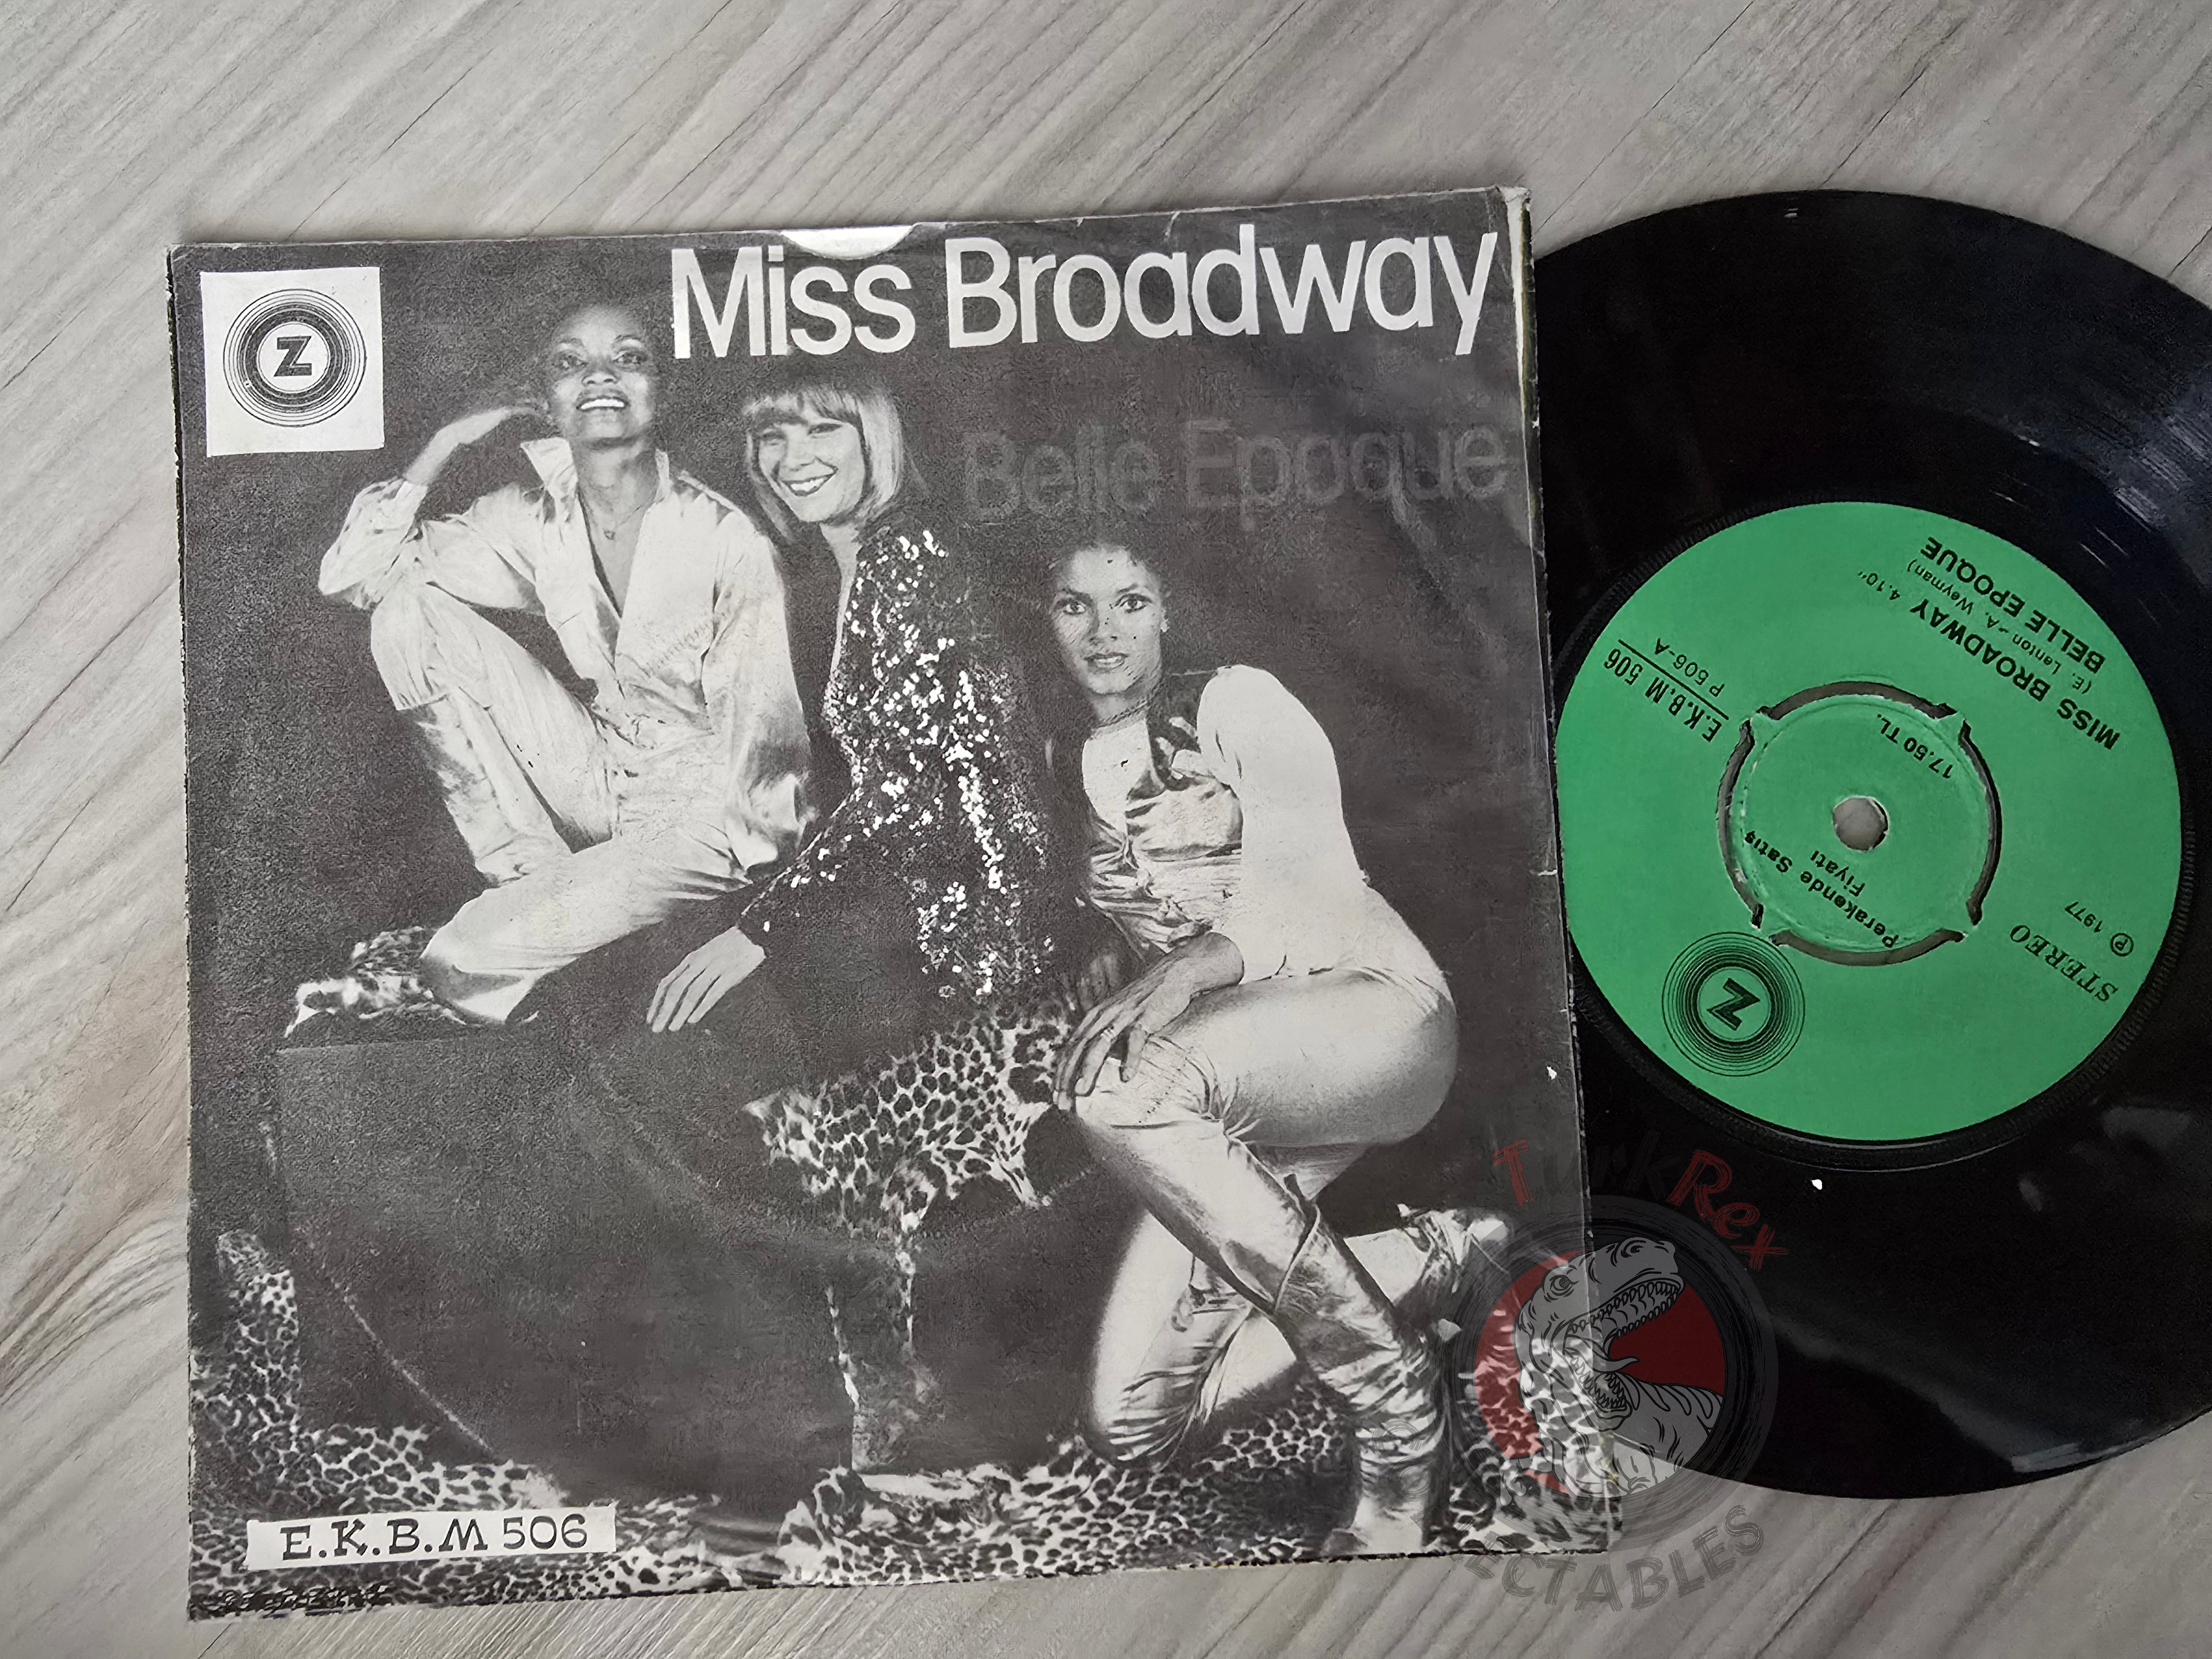 Miss Broadway
Belle Epoque
Z
E.K.B.M 506
MISS BROADWAY 4.10"
(E. Lenton - A. Weyman)
BELLE EPOQUE
E.K.B.M 506
P 506-A
17.50 TL.
Perakende Satış
Fiyatı
STEREO
Ⓟ 1977
Z
TurkRex